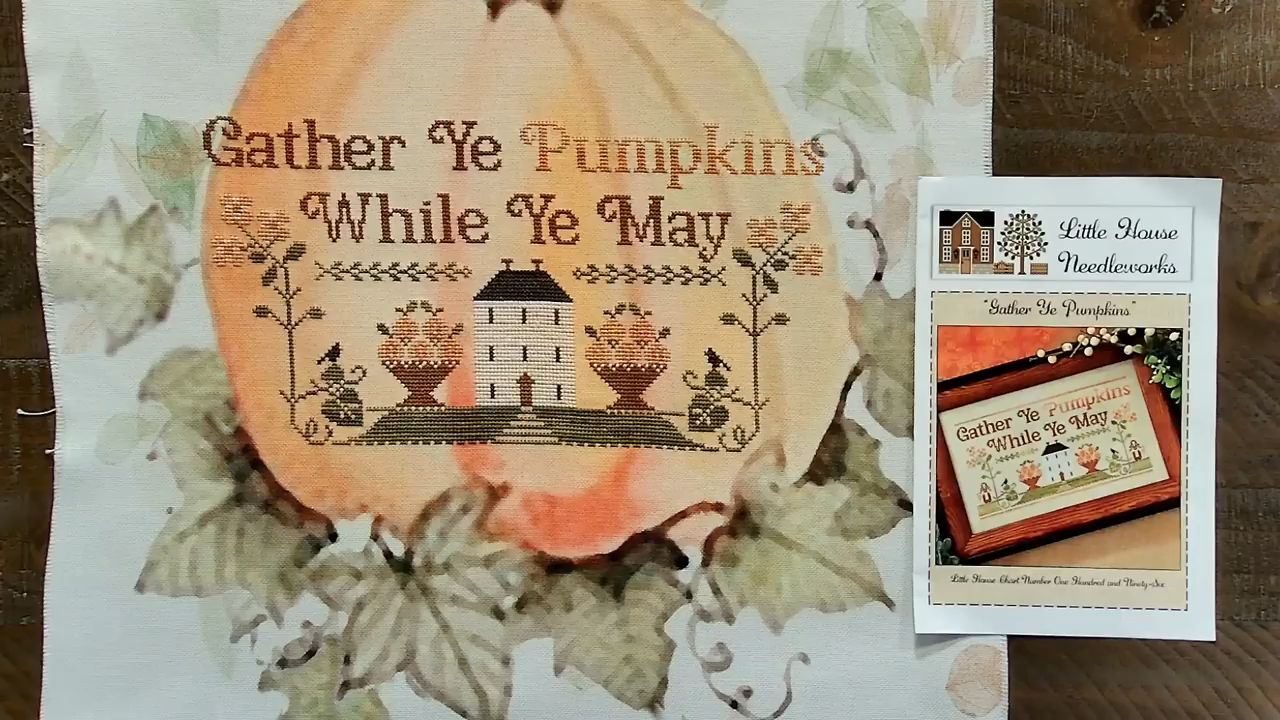 Gather Ye Pumpkins
While Ye May
Little House
Needleworks
"Gather Ye Pumpkins"
Gather Ye Pumpkins
While Ye May
Little House Chart Number One Hundred and Ninety-Six